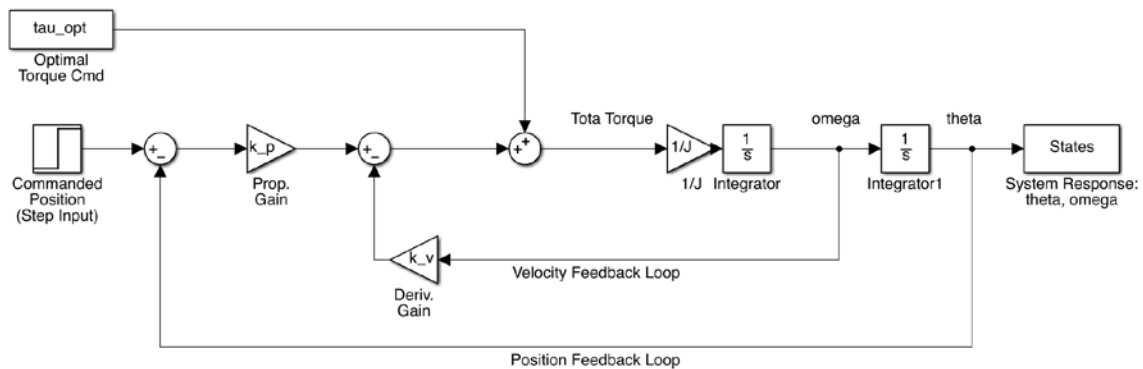 tau_opt
Optimal
Torque Cmd
Tota Torque
omega
theta
+
+
+
_
k_p
+
_
1/J
1
s
1
s
States
Commanded
Position
(Step Input)
Prop.
Gain
1/J
Integrator
Integrator1
System Response:
theta, omega
k_v
Velocity Feedback Loop
Deriv.
Gain
Position Feedback Loop